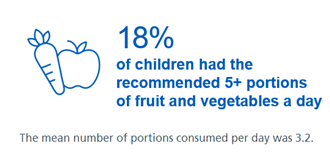 18%
of children had the
recommended 5+ portions
of fruit and vegetables a day
The mean number of portions consumed per day was 3.2.